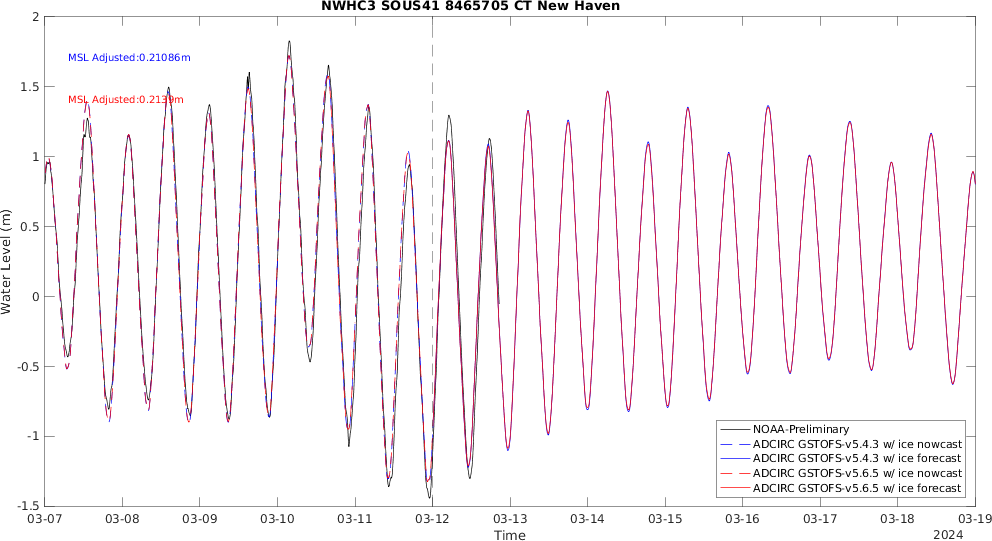 NWHC3 SOUS41 8465705 CT New Haven
2
1.5
1
0.5
0
-0.5
-1
-1.5
Water Level (m)
MSL Adjusted:0.21086m
MSL Adjusted:0.2139m
NOAA-Preliminary
ADCIRC GSTOFS-v5.4.3 w/ ice nowcast
ADCIRC GSTOFS-v5.4.3 w/ ice forecast
ADCIRC GSTOFS-v5.6.5 w/ ice nowcast
ADCIRC GSTOFS-v5.6.5 w/ ice forecast
03-07 03-08 03-09 03-10 03-11 03-12 03-13 03-14 03-15 03-16 03-17 03-18 03-19
Time
2024